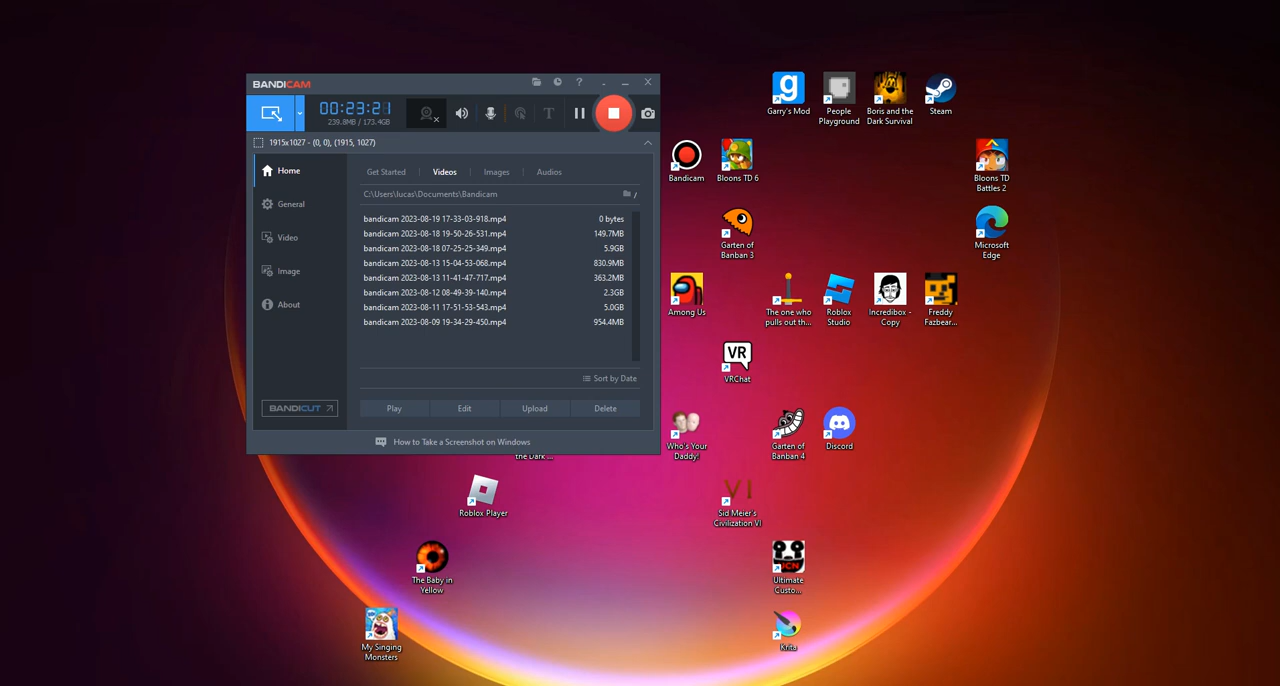 BANDICAM
00:23:21
239.8MB / 173.4GB
1915x1027 - (0, 0), (1915, 1027)
Home
General
Video
Image
About
BANDICUT
Get Started
Videos
Images
Audios
C:\Users\lucas\Documents\Bandicam
bandicam 2023-08-19 17-33-03-918.mp4 0 bytes
bandicam 2023-08-18 19-50-26-531.mp4 149.7MB
bandicam 2023-08-18 07-25-25-349.mp4 5.9GB
bandicam 2023-08-13 15-04-53-068.mp4 830.9MB
bandicam 2023-08-13 11-41-47-717.mp4 363.2MB
bandicam 2023-08-12 08-49-39-140.mp4 2.3GB
bandicam 2023-08-11 17-51-53-543.mp4 5.0GB
bandicam 2023-08-09 19-34-29-450.mp4 954.4MB
Sort by Date
Play
Edit
Upload
Delete
How to Take a Screenshot on Windows
the Dark ...
g
Garry's Mod
People
Playground
Boris and the
Dark Survival
Steam
Bandicam
Bloons TD 6
Bloons TD
Battles 2
Garten of
Banban 3
Microsoft
Edge
Among Us
The one who
pulls out th...
Roblox
Studio
Incredibox -
Copy
Freddy
Fazbear...
VR
VRChat
Who's Your
Daddy!
Garten of
Banban 4
Discord
Roblox Player
VI
Sid Meier's
Civilization VI
The Baby in
Yellow
UCN
Ultimate
Custo...
My Singing
Monsters
Krita